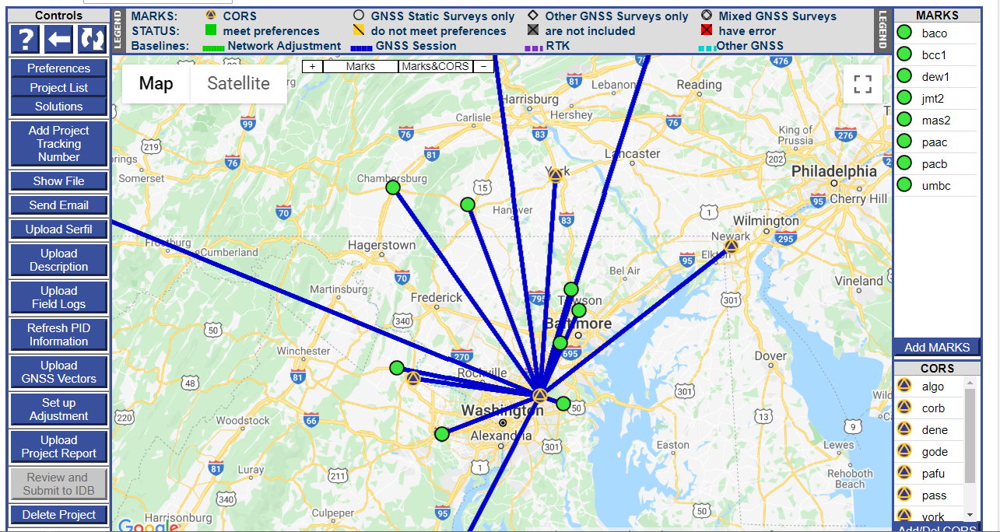 Controls
?
Preferences
Project List
Solutions
Add Project
Tracking
Number
Show File
Send Email
Upload Serfil
Upload
Description
Upload
Field Logs
Refresh PID
Information
Upload
GNSS Vectors
Set up
Adjustment
Upload
Project Report
Review and
Submit to IDB
Delete Project
LEGEND
MARKS: CORS GNSS Static Surveys only Other GNSS Surveys only Mixed GNSS Surveys
STATUS: meet preferences do not meet preferences are not included have error
Baselines: Network Adjustment GNSS Session RTK Other GNSS
LEGEND
+ Marks Marks&CORS −
Map Satellite
476
81
Lebanon
Reading
Harrisburg
Hershey
Carlisle
99
76
83
76
King of
Prussia
276
219
81
Lancaster
202
76
Somerset
York
Philadelphia
Chambersburg
15
95
Cherry Hill
70
Hanover
1
83
Wilmington
Newark
295
Frostburg
Cumberland
Hagerstown
95
Elkton
70
Bel Air
Vineland
Martinsburg
795
Towson
301
Frederick
340
Baltimore
50
Winchester
270
695
Dover
81
Rockville
48
301
Washington
50
220
66
13
Woodstock
9
Alexandria
301
Easton
Lewes
81
Luray
211
1
Rehoboth
Beach
340
50
Harrisonburg
Culpeper
95
Google
MARKS
baco
bcc1
dew1
jmt2
mas2
paac
pacb
umbc
Add MARKS
CORS
algo
corb
dene
gode
pafu
pass
york
Add/Del CORS